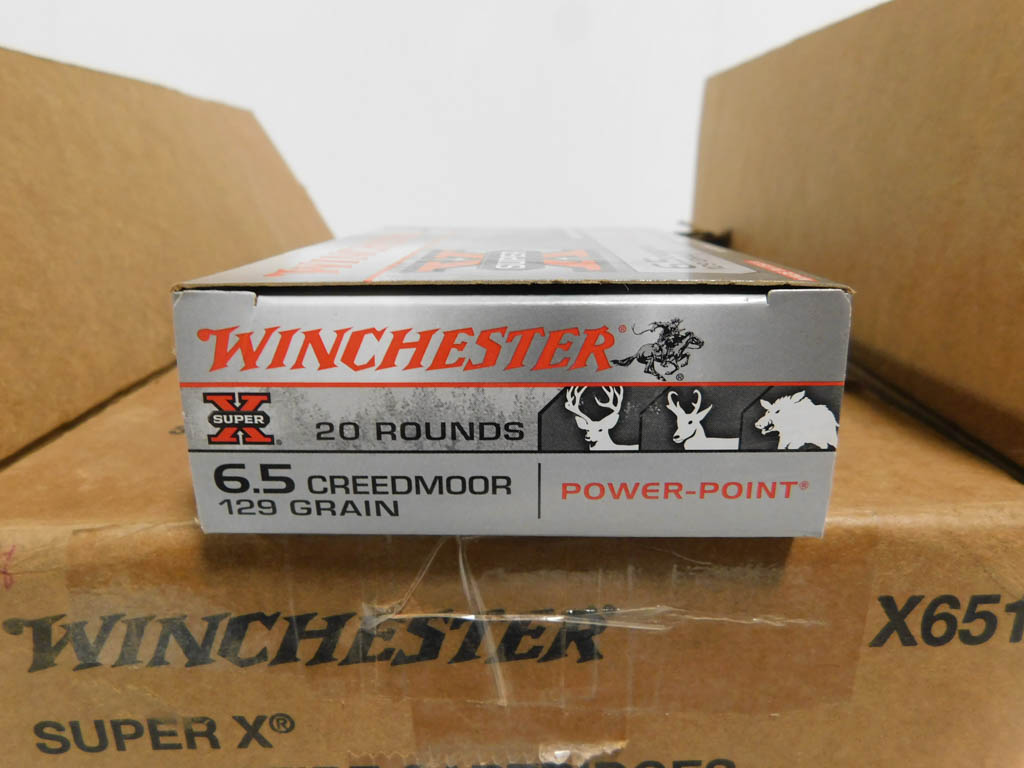 WINCHESTER®
SUPER X®
20 ROUNDS
6.5 CREEDMOOR
129 GRAIN
POWER-POINT®
WINCHESTER
X651
SUPER X®